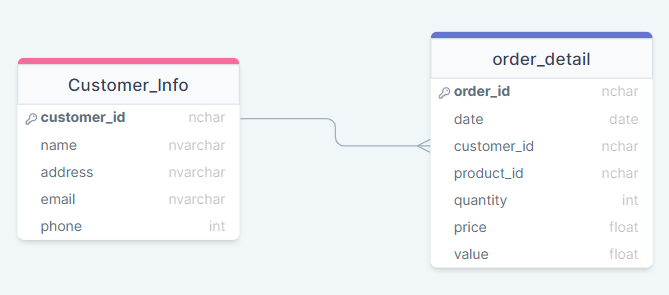 Customer_Info
customer_id nchar
name nvarchar
address nvarchar
email nvarchar
phone int
order_detail
order_id nchar
date date
customer_id nchar
product_id nchar
quantity int
price float
value float